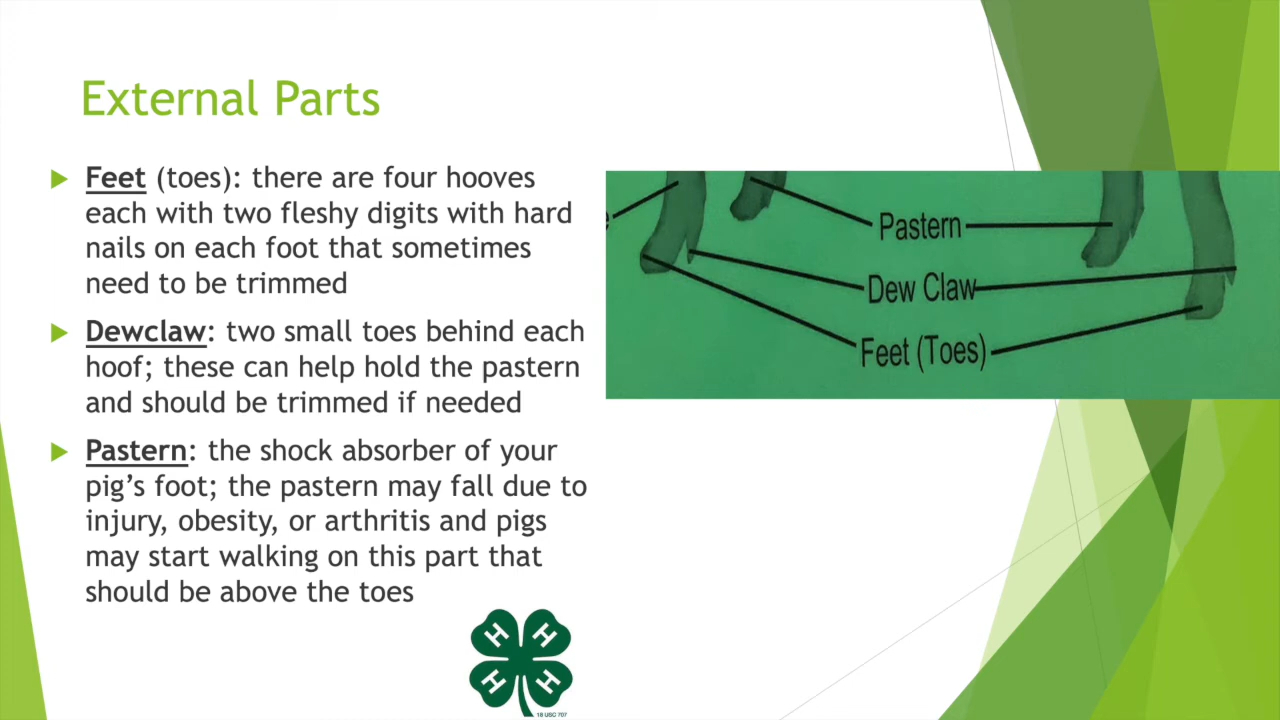 External Parts
Feet (toes): there are four hooves
each with two fleshy digits with hard
nails on each foot that sometimes
need to be trimmed
Dewclaw: two small toes behind each
hoof; these can help hold the pastern
and should be trimmed if needed
Pastern: the shock absorber of your
pig's foot; the pastern may fall due to
injury, obesity, or arthritis and pigs
may start walking on this part that
should be above the toes
e
Pastern
Dew Claw
Feet (Toes)
H H
H H
18 USC 707